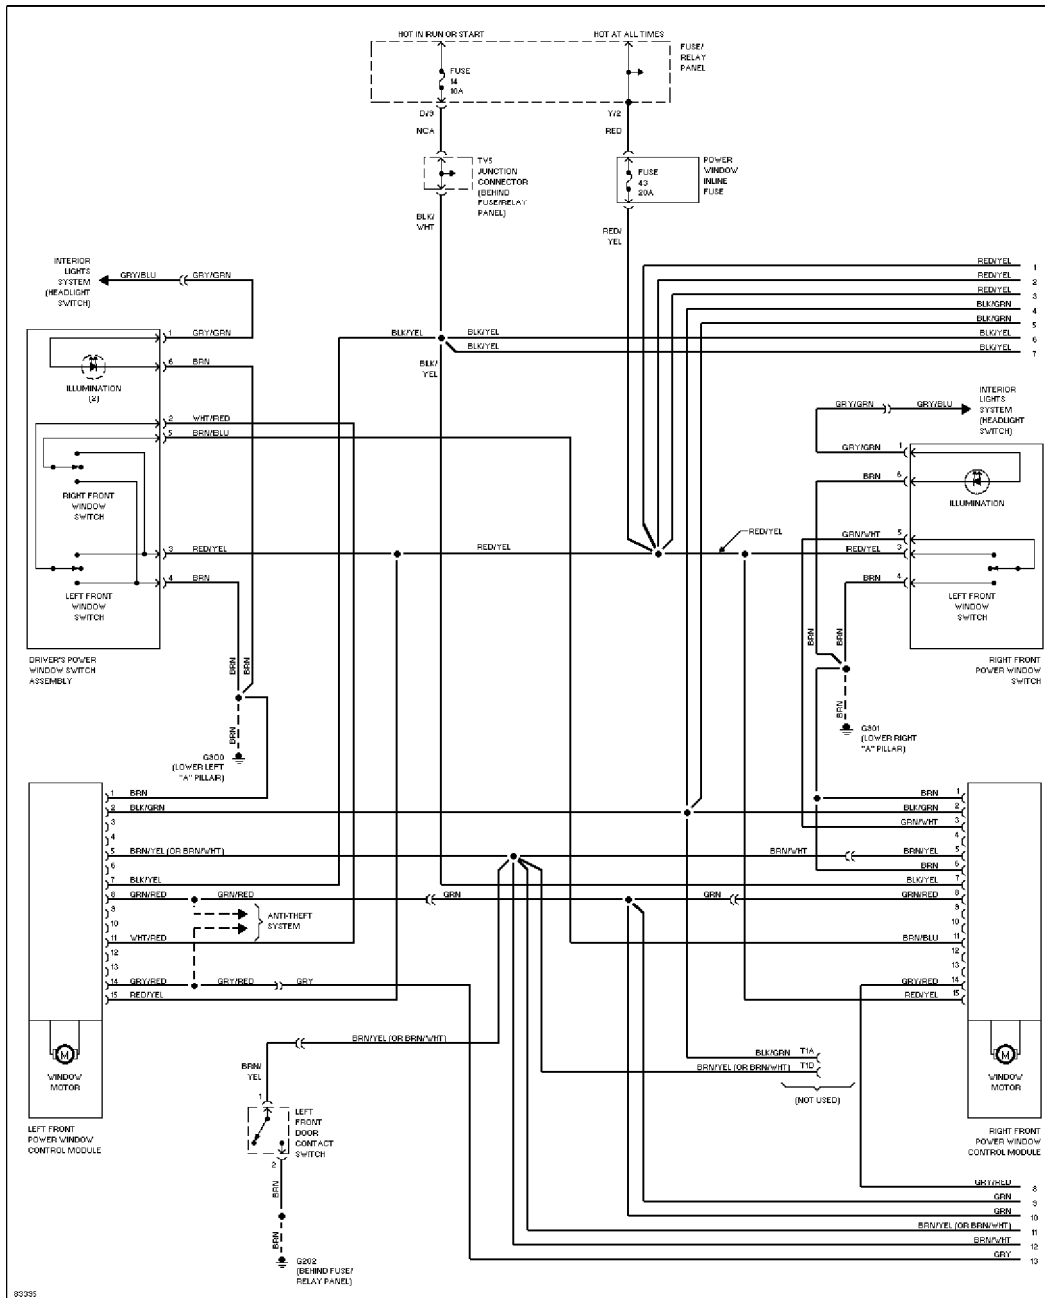 HOT IN RUN OR START
HOT AT ALL TIMES
FUSE/
RELAY
PANEL
FUSE
14
10A
D/9
Y/2
NCA
RED
TV5
JUNCTION
CONNECTOR
(BEHIND
FUSE/RELAY
PANEL)
FUSE
43
20A
POWER
WINDOW
INLINE
FUSE
BLK/
WHT
RED/
YEL
INTERIOR
LIGHTS
SYSTEM
(HEADLIGHT
SWITCH)
GRY/BLU
GRY/GRN
RED/YEL 1
RED/YEL 2
RED/YEL 3
BLK/GRN 4
BLK/GRN 5
BLK/YEL 6
BLK/YEL 7
1 GRY/GRN
BLK/YEL
BLK/YEL
BLK/YEL
BLK/
YEL
6 BRN
ILLUMINATION
(2)
2 WHT/RED
5 BRN/BLU
RIGHT FRONT
WINDOW
SWITCH
3 RED/YEL
RED/YEL
RED/YEL
4 BRN
LEFT FRONT
WINDOW
SWITCH
DRIVER'S POWER
WINDOW SWITCH
ASSEMBLY
BRN
BRN
BRN
G300
(LOWER LEFT
"A" PILLAR)
INTERIOR
LIGHTS
SYSTEM
(HEADLIGHT
SWITCH)
GRY/GRN
GRY/BLU
GRY/GRN 1
BRN 6
ILLUMINATION
GRN/WHT 5
RED/YEL 3
BRN 4
LEFT FRONT
WINDOW
SWITCH
RIGHT FRONT
POWER WINDOW
SWITCH
BRN
BRN
BRN
G301
(LOWER RIGHT
"A" PILLAR)
1 BRN
2 BLK/GRN
3
4
5 BRN/YEL (OR BRN/WHT)
6
7 BLK/YEL
8 GRN/RED
GRN/RED
GRN
9
10
11 WHT/RED
12
13
14 GRY/RED
GRY/RED
GRY
15 RED/YEL
ANTI-THEFT
SYSTEM
BRN 1
BLK/GRN 2
GRN/WHT 3
4
BRN/WHT
BRN/YEL 5
BRN 6
BLK/YEL 7
GRN
GRN/RED 8
9
10
BRN/BLU 11
12
13
GRY/RED 14
RED/YEL 15
M
WINDOW
MOTOR
LEFT FRONT
POWER WINDOW
CONTROL MODULE
BRN/YEL (OR BRN/WHT)
BRN/
YEL
1
LEFT
FRONT
DOOR
CONTACT
SWITCH
2
BRN
BRN
G202
(BEHIND FUSE/
RELAY PANEL)
BLK/GRN T1A
BRN/YEL (OR BRN/WHT) T1D
(NOT USED)
M
WINDOW
MOTOR
RIGHT FRONT
POWER WINDOW
CONTROL MODULE
GRY/RED 8
GRN 9
GRN 10
BRN/YEL (OR BRN/WHT) 11
BRN/WHT 12
GRY 13
83335